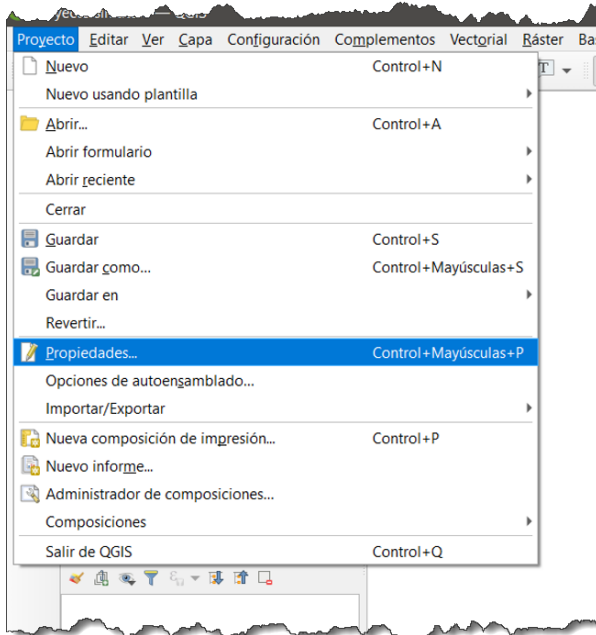 Proyecto Editar Ver Capa Configuración Complementos Vectorial Ráster
Nuevo Control+N
Nuevo usando plantilla
Abrir... Control+A
Abrir formulario
Abrir reciente
Cerrar
Guardar Control+S
Guardar como... Control+Mayúsculas+S
Guardar en
Revertir...
Propiedades... Control+Mayúsculas+P
Opciones de autoensamblado...
Importar/Exportar
Nueva composición de impresión... Control+P
Nuevo informe...
Administrador de composiciones...
Composiciones
Salir de QGIS Control+Q